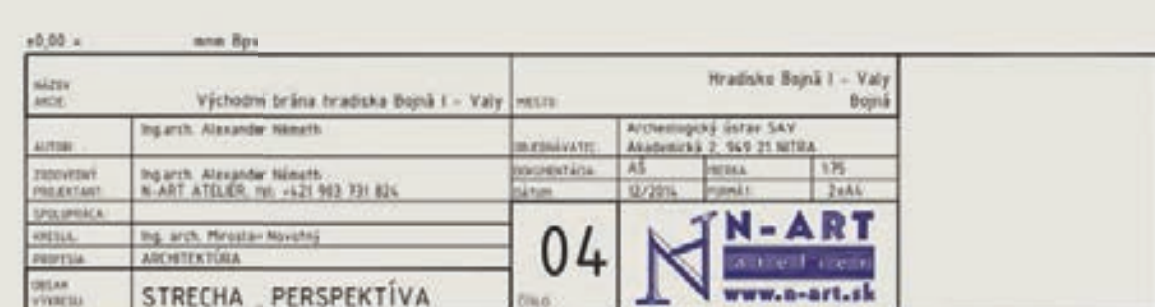 ±0,00 =
mnm Bpv
NÁZOV
AKCIE:
Východná brána hradiska Bojná I - Valy
MIESTO:
Hradisko Bojná I - Valy
Bojná
AUTORI:
Ing.arch. Alexander Németh
OBJEDNÁVATEĽ:
Archeologický ústav SAV
Akademická 2, 949 21 NITRA
ZODOVEDNÝ
PROJEKTANT:
Ing.arch. Alexander Németh
N-ART ATELIÉR, tel: +421 903 731 824
DOKUMENTÁCIA:
AŠ
MIERKA:
1:75
DÁTUM:
12/2014
FORMÁT:
2xA4
SPOLUPRÁCA:
KRESLIL:
Ing. arch. Miroslav Novotný
PROFESIA:
ARCHITEKTÚRA
OBSAH
VÝKRESU:
STRECHA _ PERSPEKTÍVA
04
ČÍSLO
N-ART
www.n-art.sk